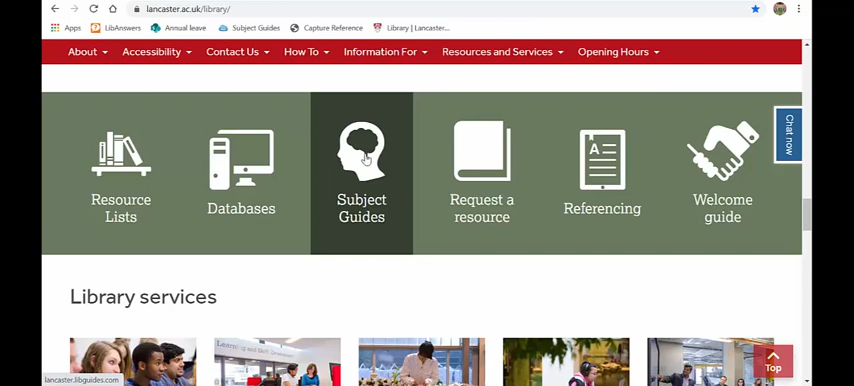 lancaster.ac.uk/library/
Apps LibAnswers Annual leave Subject Guides Capture Reference Library | Lancaster...
About Accessibility Contact Us How To Information For Resources and Services Opening Hours
Chat now
Resource
Lists
Databases
Subject
Guides
Request a
resource
Referencing
Welcome
guide
Library services
Top
lancaster.libguides.com